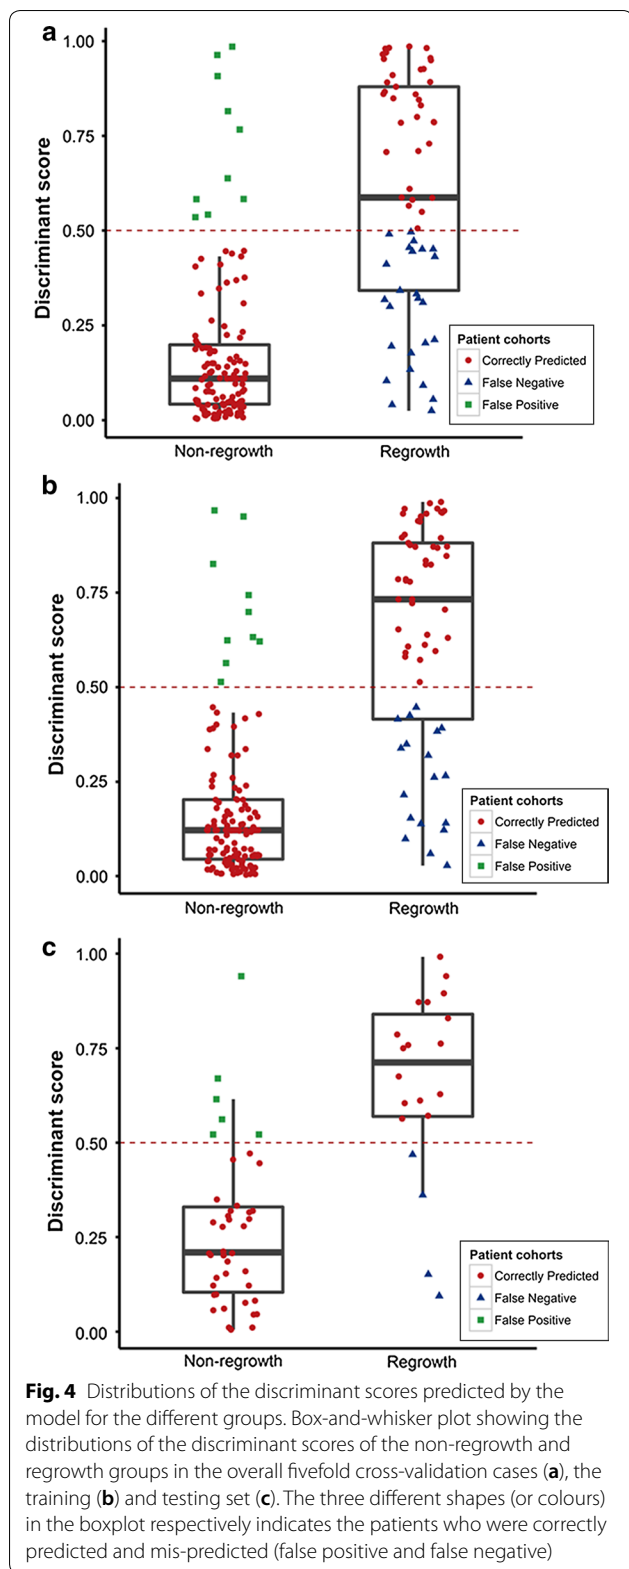 a
1.00
0.75
0.50
0.25
0.00
Discriminant score
Patient cohorts
Correctly Predicted
False Negative
False Positive
Non-regrowth Regrowth
b
1.00
0.75
0.50
0.25
0.00
Discriminant score
Patient cohorts
Correctly Predicted
False Negative
False Positive
Non-regrowth Regrowth
c
1.00
0.75
0.50
0.25
0.00
Discriminant score
Patient cohorts
Correctly Predicted
False Negative
False Positive
Non-regrowth Regrowth
Fig. 4 Distributions of the discriminant scores predicted by the
model for the different groups. Box-and-whisker plot showing the
distributions of the discriminant scores of the non-regrowth and
regrowth groups in the overall fivefold cross-validation cases (a), the
training (b) and testing set (c). The three different shapes (or colours)
in the boxplot respectively indicates the patients who were correctly
predicted and mis-predicted (false positive and false negative)